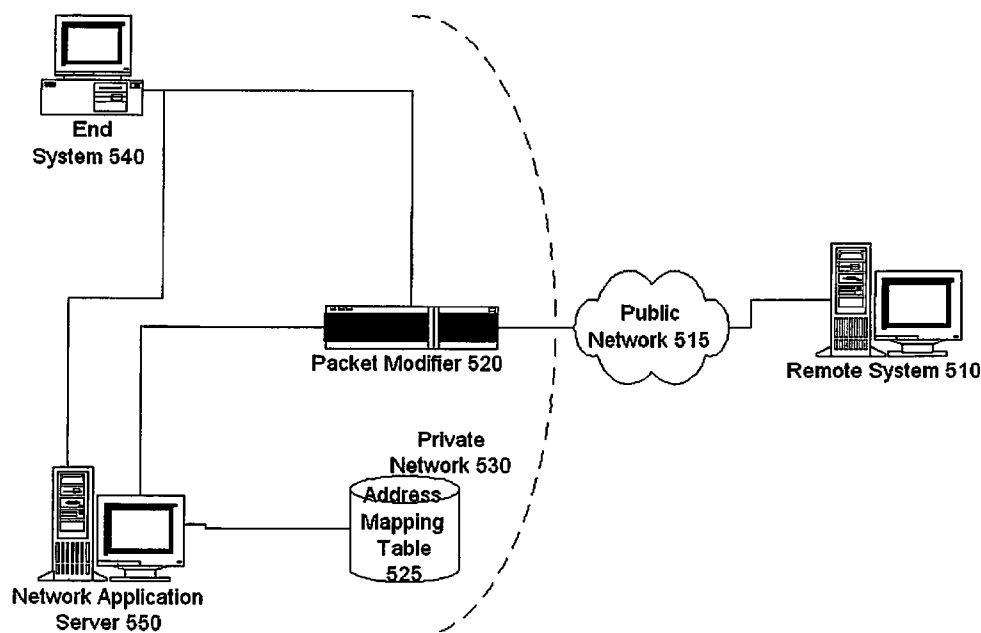 End
System 540
Public
Network 515
Packet Modifier 520
Remote System 510
Private
Network 530
Address
Mapping
Table
525
Network Application
Server 550